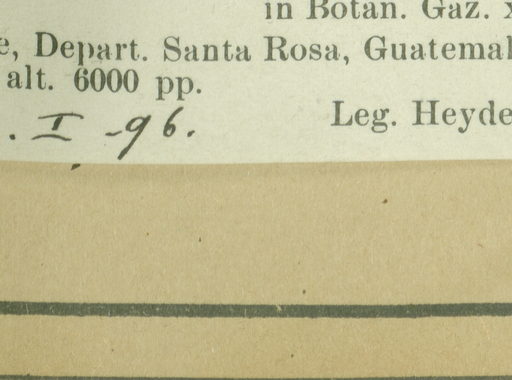 in Botan. Gaz. x
e, Depart. Santa Rosa, Guatemal
alt. 6000 pp.
Leg. Heyde
. I -96.